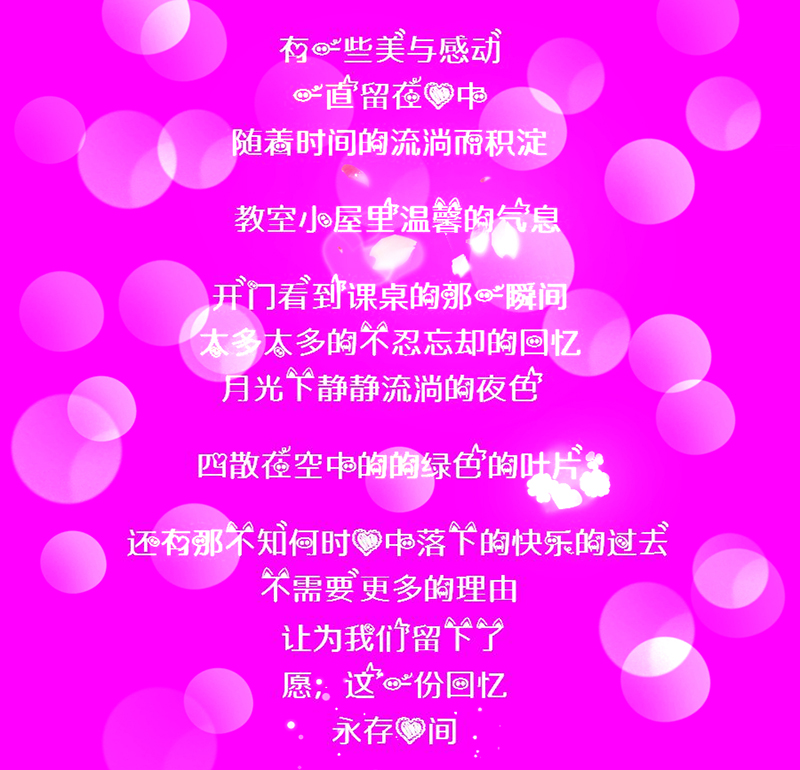 有一些美与感动
一直留在心中
随着时间的流淌而积淀
教室小屋里温馨的气息
开门看到课桌的那一瞬间
太多太多的不忍忘却的回忆
月光下静静流淌的夜色
四散在空中的的绿色的叶片
还有那不知何时心中落下的快乐的过去
不需要更多的理由
让为我们留下了
愿；这一份回忆
永存心间